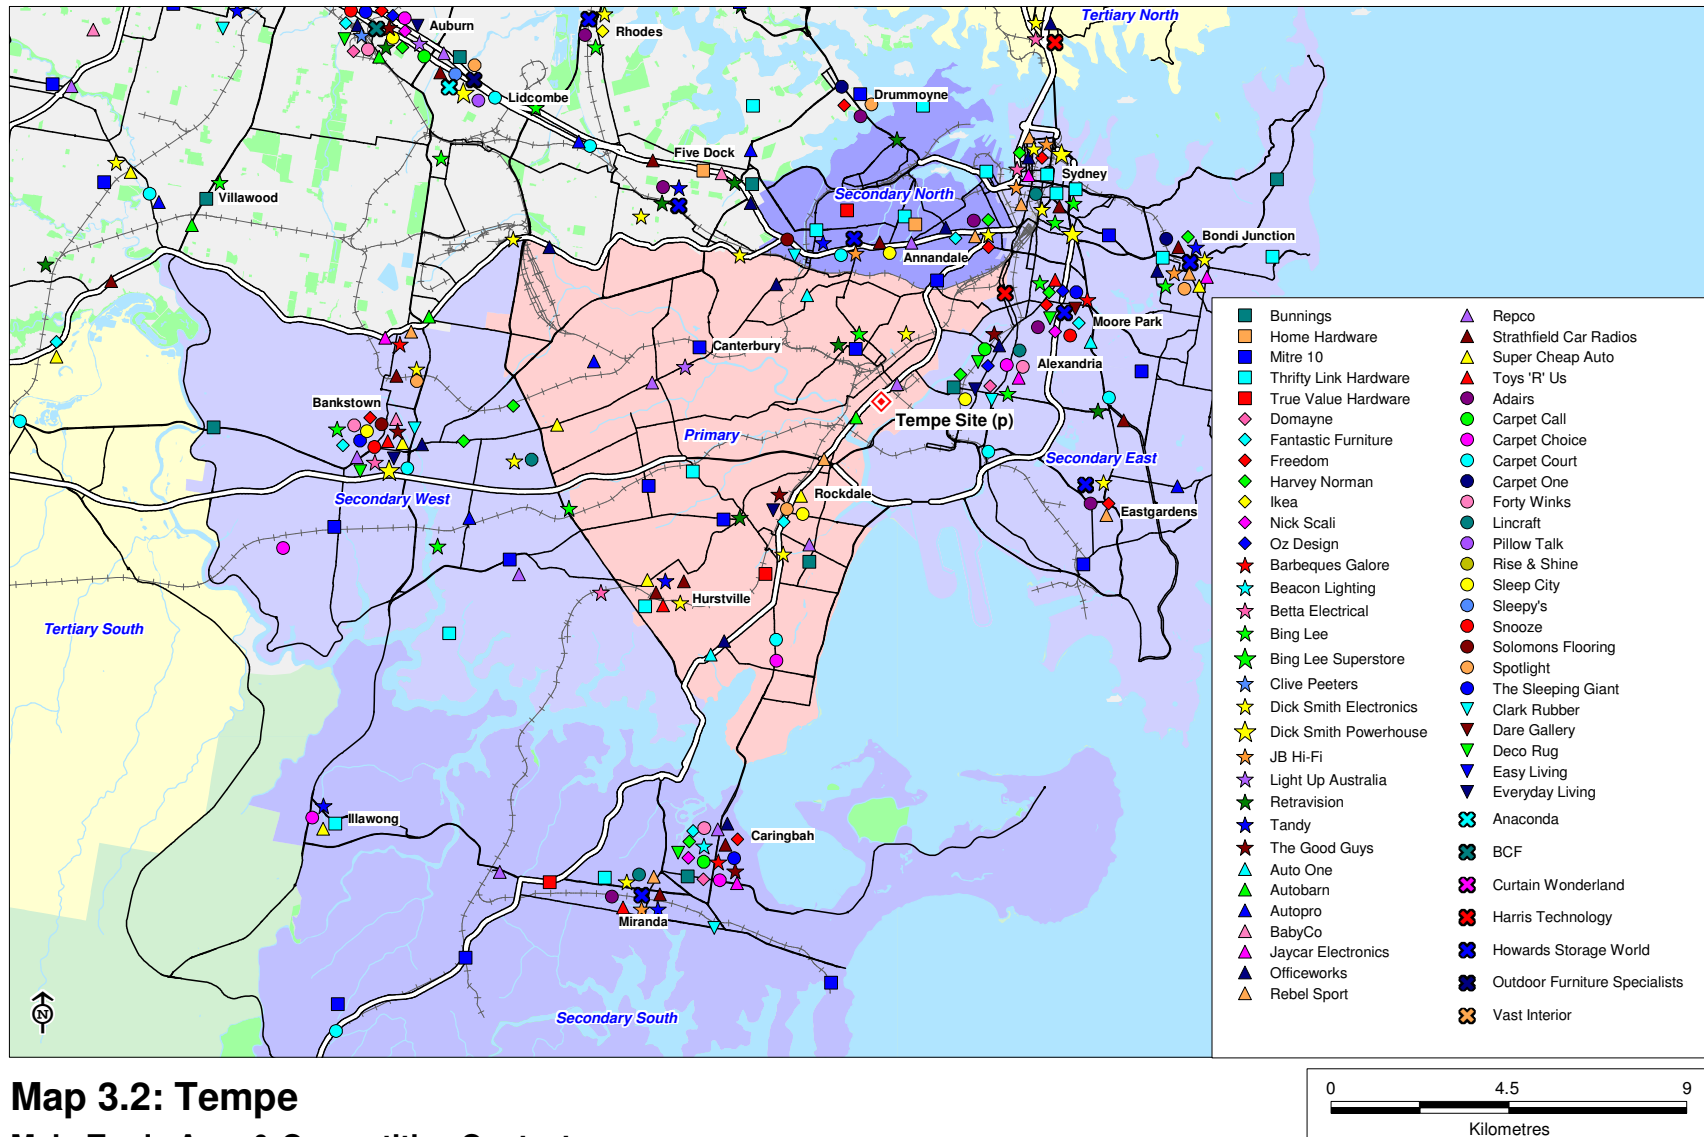 Tertiary North
Auburn
Rhodes
Lidcombe
Drummoyne
Five Dock
Sydney
Villawood
Secondary North
Bondi Junction
Annandale
Moore Park
Canterbury
Alexandria
Bankstown
Tempe Site (p)
Primary
Secondary East
Secondary West
Rockdale
Eastgardens
Hurstville
Tertiary South
Illawong
Caringbah
Miranda
Secondary South
N
Bunnings
Home Hardware
Mitre 10
Thrifty Link Hardware
True Value Hardware
Domayne
Fantastic Furniture
Freedom
Harvey Norman
Ikea
Nick Scali
Oz Design
Barbeques Galore
Beacon Lighting
Betta Electrical
Bing Lee
Bing Lee Superstore
Clive Peeters
Dick Smith Electronics
Dick Smith Powerhouse
JB Hi-Fi
Light Up Australia
Retravision
Tandy
The Good Guys
Auto One
Autobarn
Autopro
BabyCo
Jaycar Electronics
Officeworks
Rebel Sport
Repco
Strathfield Car Radios
Super Cheap Auto
Toys 'R' Us
Adairs
Carpet Call
Carpet Choice
Carpet Court
Carpet One
Forty Winks
Lincraft
Pillow Talk
Rise & Shine
Sleep City
Sleepy's
Snooze
Solomons Flooring
Spotlight
The Sleeping Giant
Clark Rubber
Dare Gallery
Deco Rug
Easy Living
Everyday Living
Anaconda
BCF
Curtain Wonderland
Harris Technology
Howards Storage World
Outdoor Furniture Specialists
Vast Interior
Map 3.2: Tempe
0 4.5 9
Kilometres